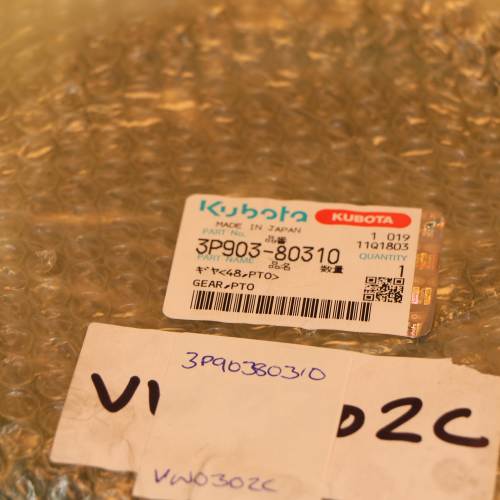 Kubota KUBOTA
MADE IN JAPAN
PART No. 品番 1 019
3P903-80310 11Q1803
PART NAME 品名 数量 QUANTITY
ギヤ<48,PTO> 1
GEAR,PTO
3P90380310
02C
VW0302C